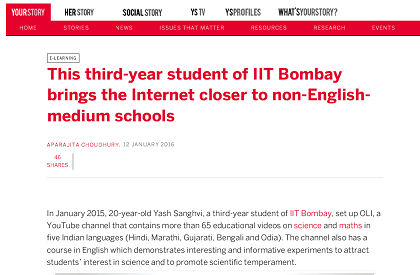 YOURSTORY HERSTORY SOCIALSTORY YS TV YSPROFILES WHAT'SYOURSTORY?
HOME STORIES NEWS ISSUES THAT MATTER RESOURCES RESEARCH EVENTS
E-LEARNING
This third-year student of IIT Bombay
brings the Internet closer to non-English-
medium schools
APARAJITA CHOUDHURY, 12 JANUARY 2016
46
SHARES
In January 2015, 20-year-old Yash Sanghvi, a third-year student of IIT Bombay, set up OLI, a
YouTube channel that contains more than 65 educational videos on science and maths in
five Indian languages (Hindi, Marathi, Gujarati, Bengali and Odia). The channel also has a
course in English which demonstrates interesting and informative experiments to attract
students' interest in science and to promote scientific temperament.